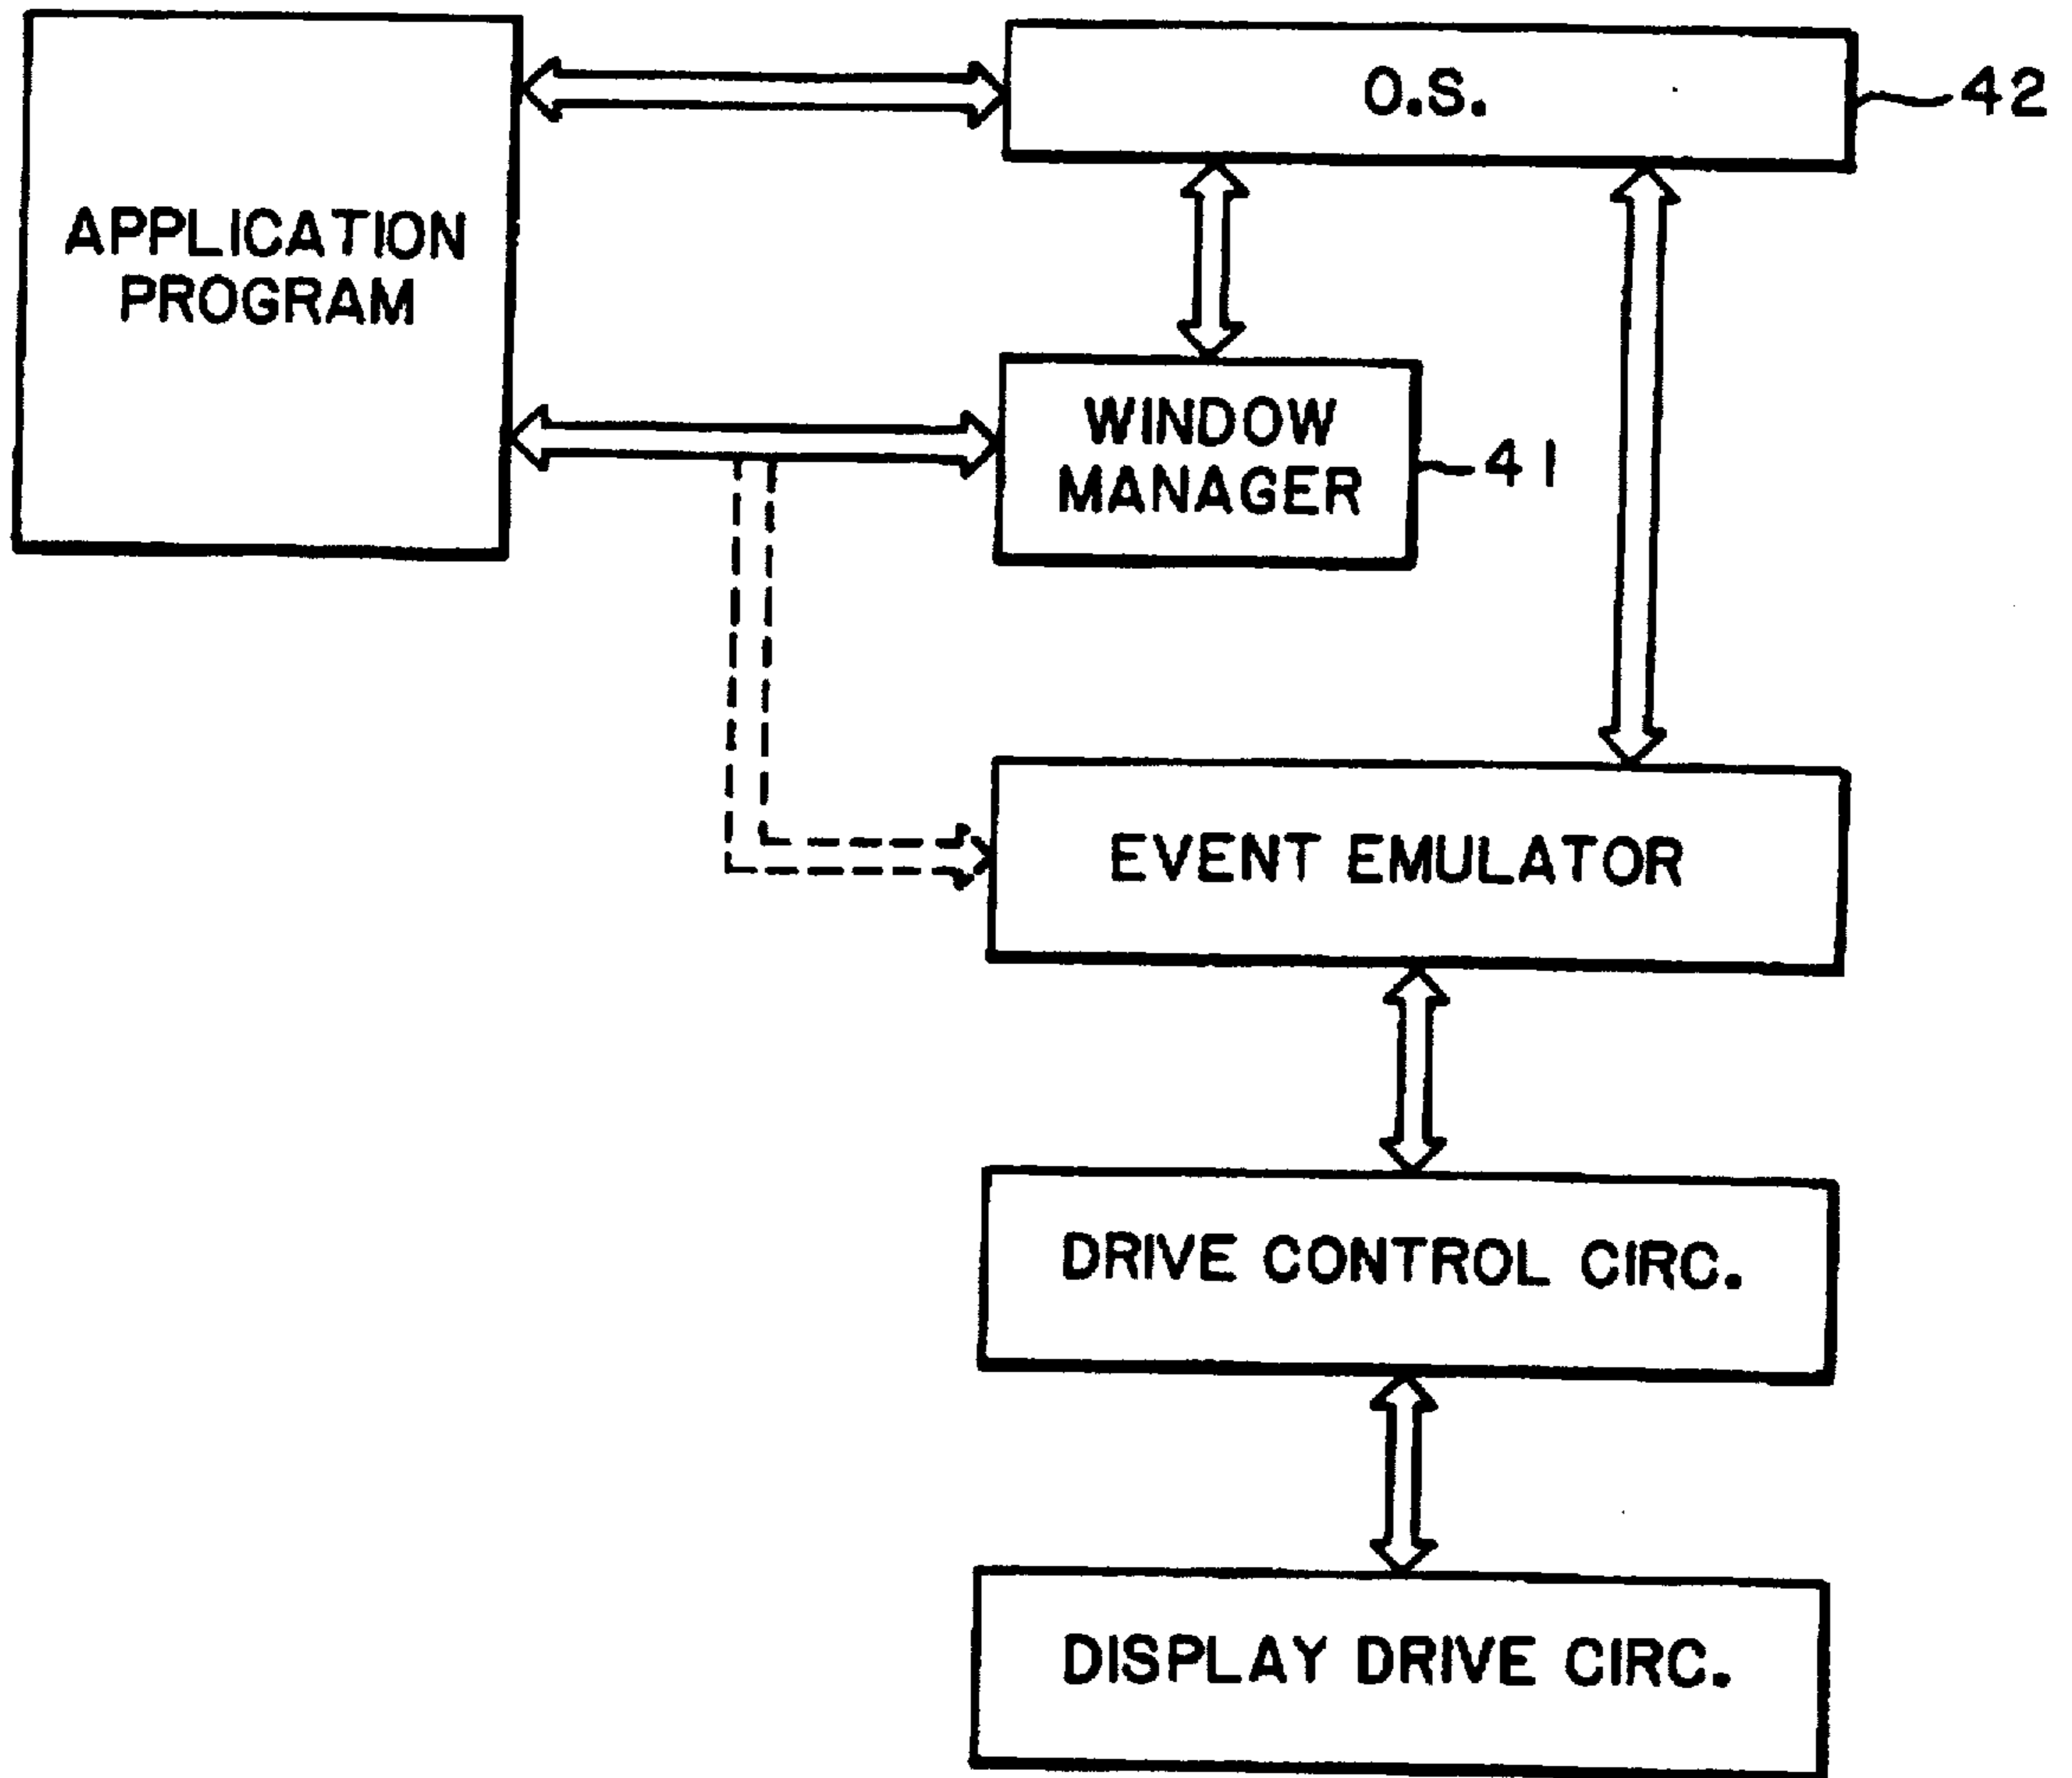 O.S.
42
APPLICATION
PROGRAM
WINDOW
MANAGER
41
EVENT EMULATOR
DRIVE CONTROL CIRC.
DISPLAY DRIVE CIRC.